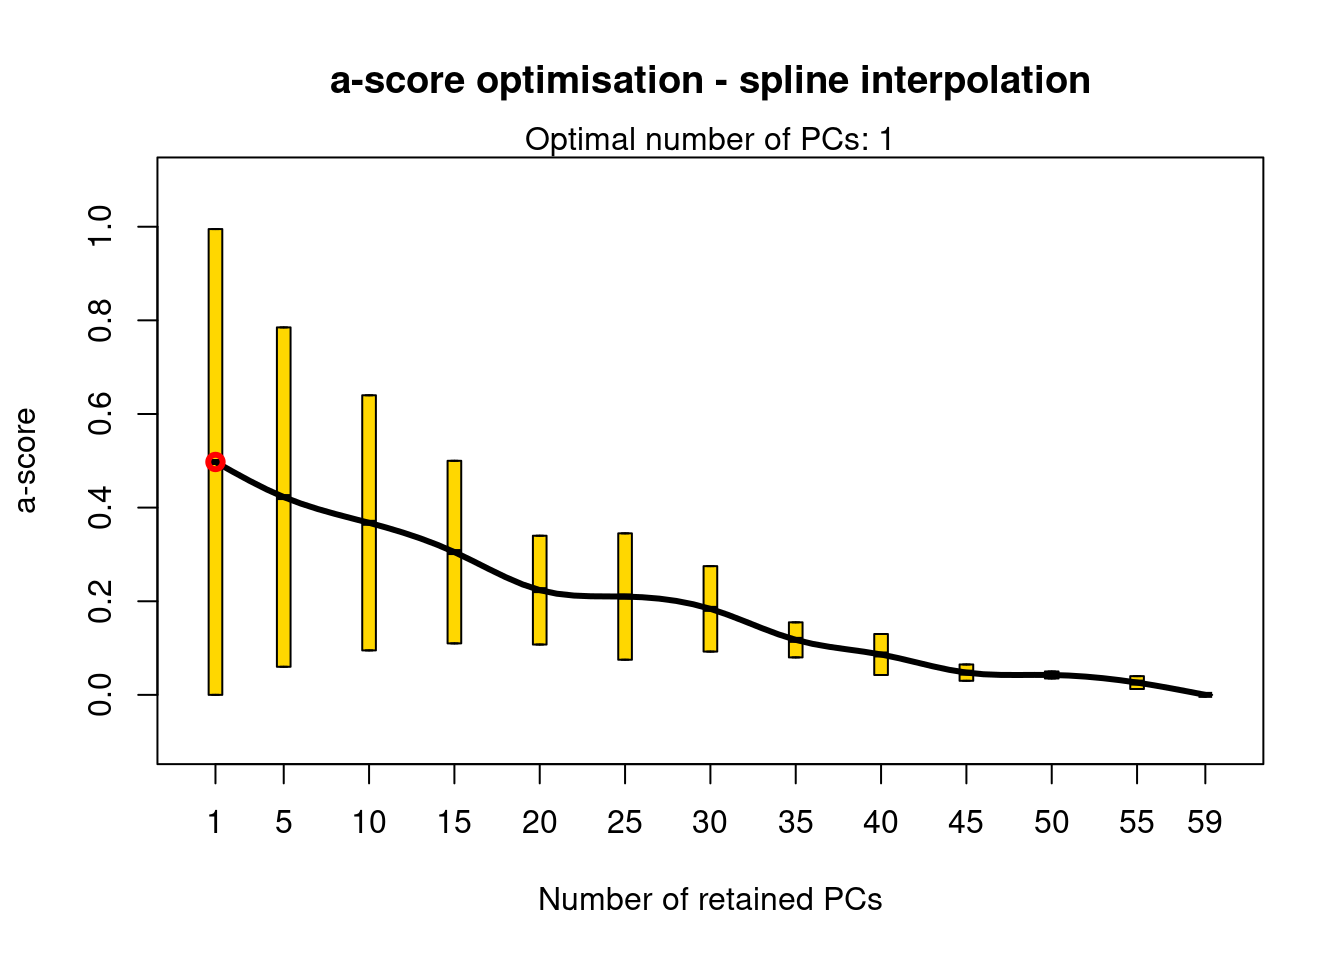 a-score optimisation - spline interpolation
Optimal number of PCs: 1
a-score
1.0
0.8
0.6
0.4
0.2
0.0
1 5 10 15 20 25 30 35 40 45 50 55 59
Number of retained PCs